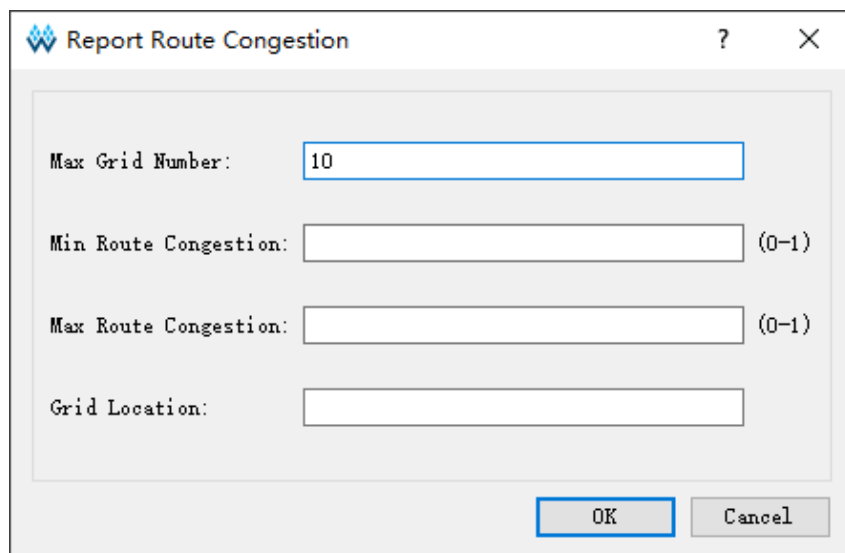 Report Route Congestion ?
Max Grid Number: 10
Min Route Congestion: (0-1)
Max Route Congestion: (0-1)
Grid Location:
OK Cancel